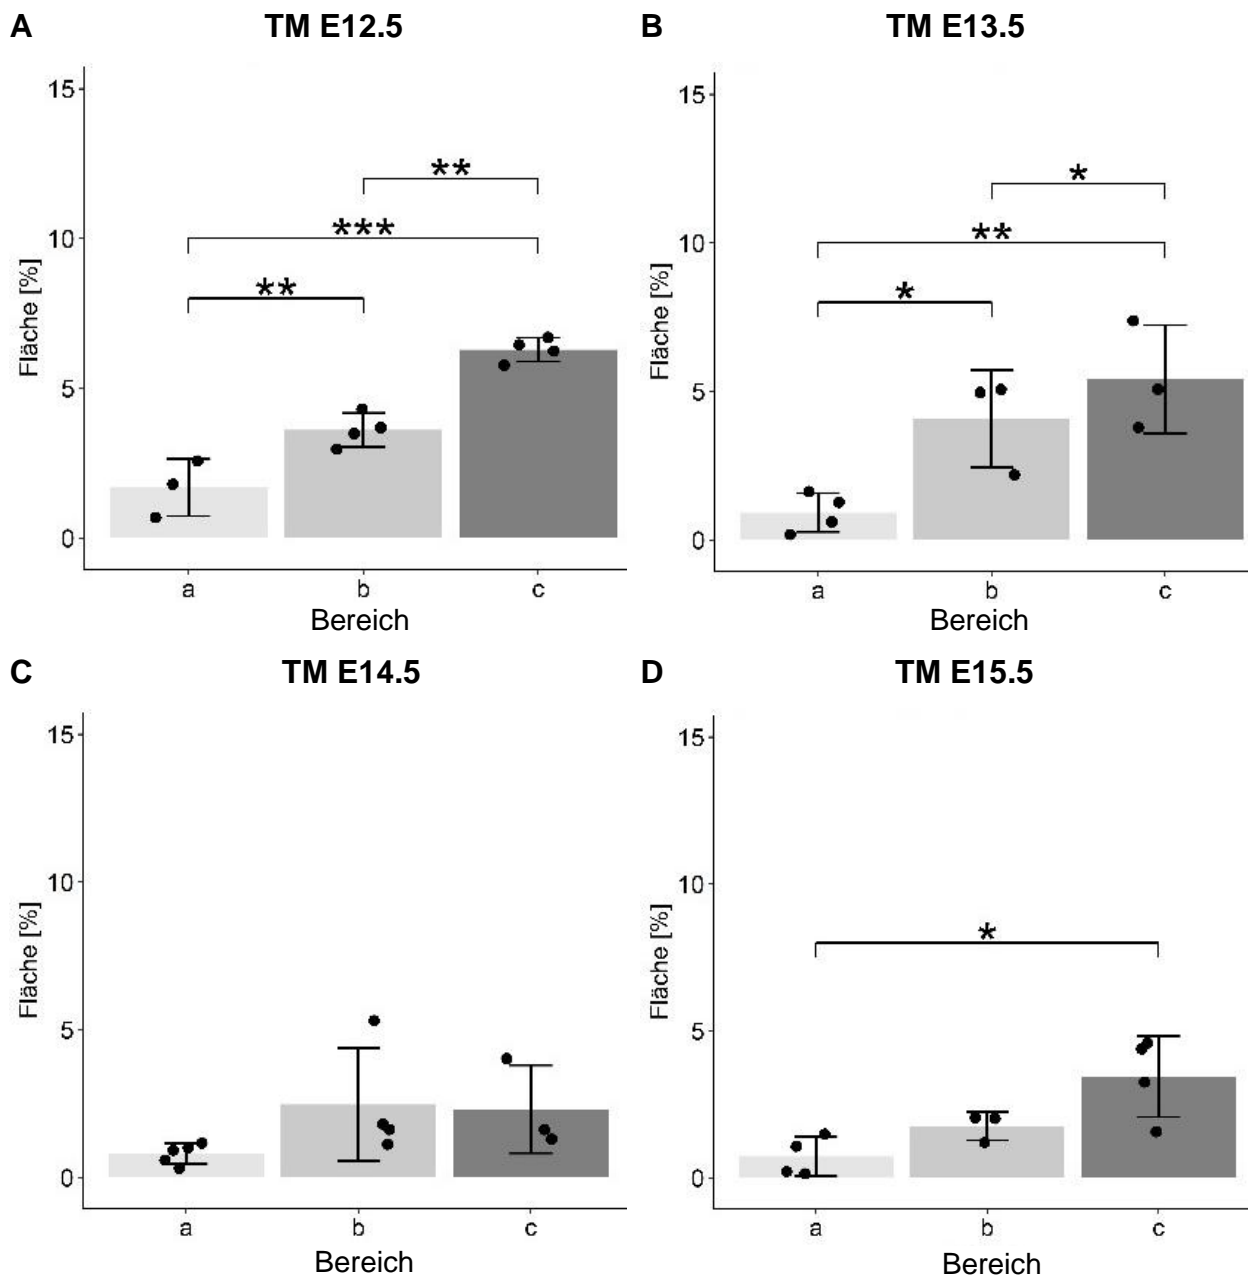 A TM E12.5
15
10
5
0
Fläche [%]
**
***
**
a b c
Bereich
B TM E13.5
15
10
5
0
Fläche [%]
*
**
*
a b c
Bereich
C TM E14.5
15
10
5
0
Fläche [%]
a b c
Bereich
D TM E15.5
15
10
5
0
Fläche [%]
*
a b c
Bereich